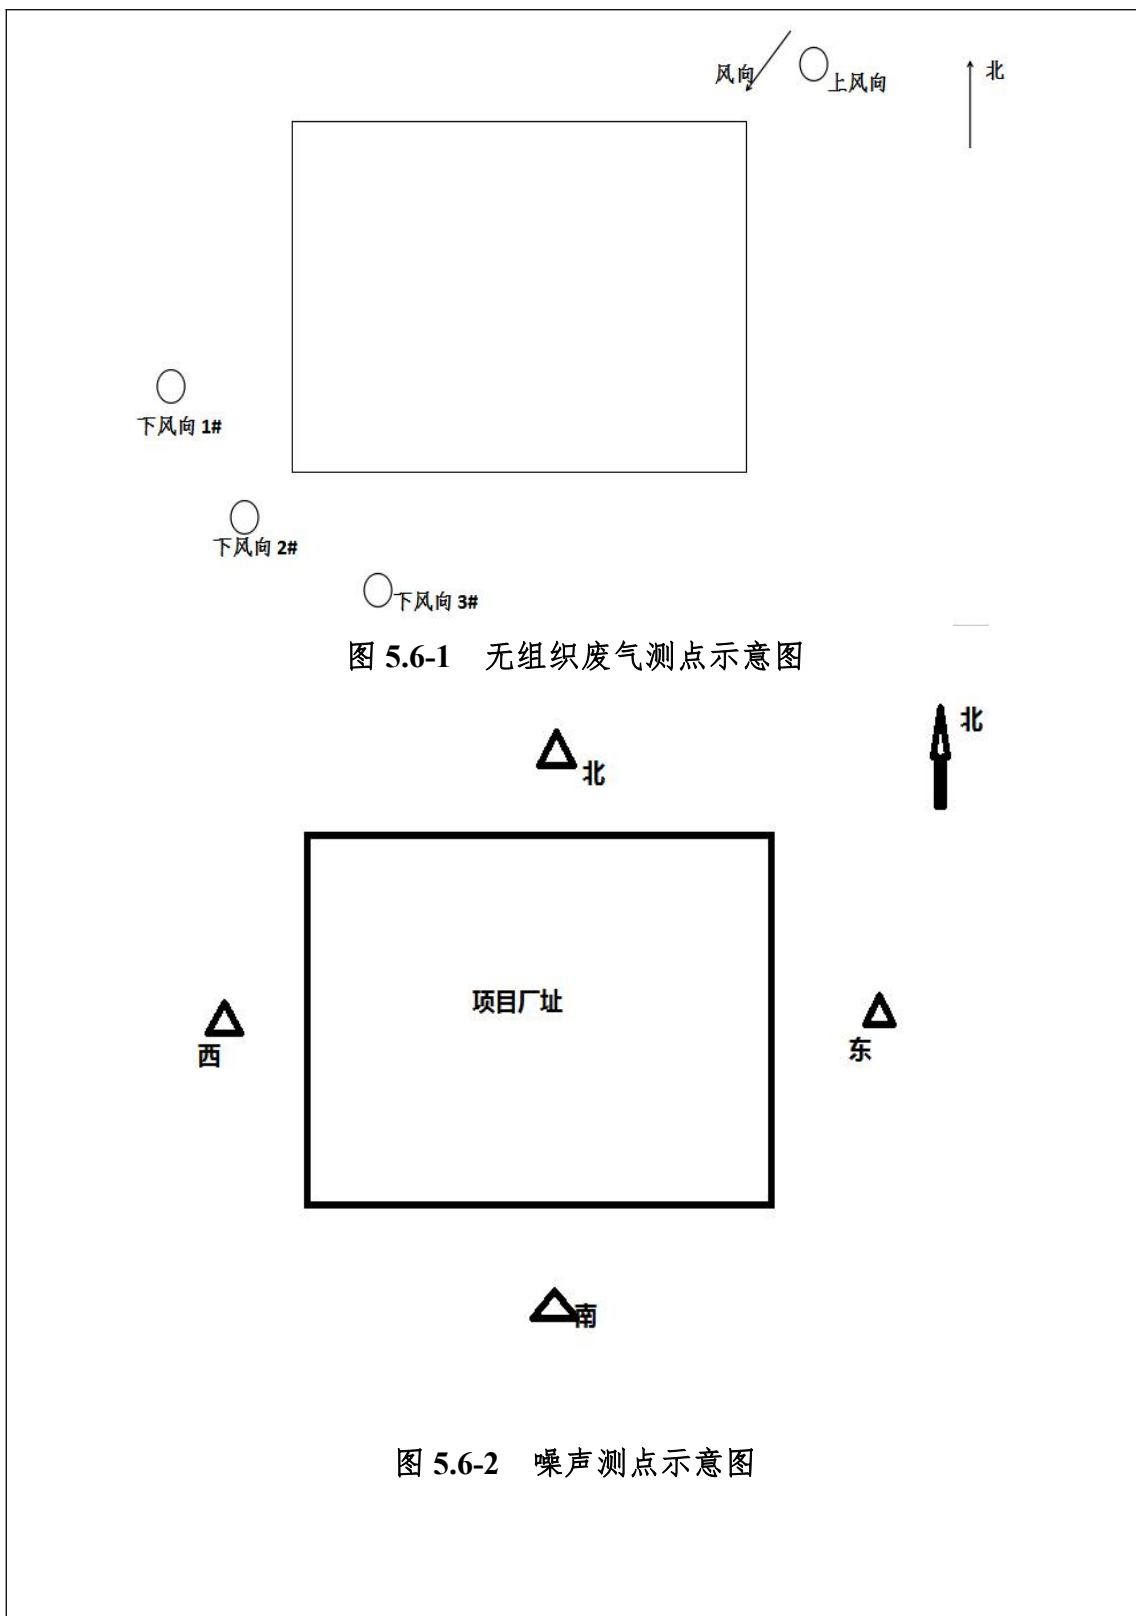 风向
上风向
北
下风向 1#
下风向 2#
下风向 3#
图 5.6-1 无组织废气测点示意图
北
北
项目厂址
西
东
南
图 5.6-2 噪声测点示意图